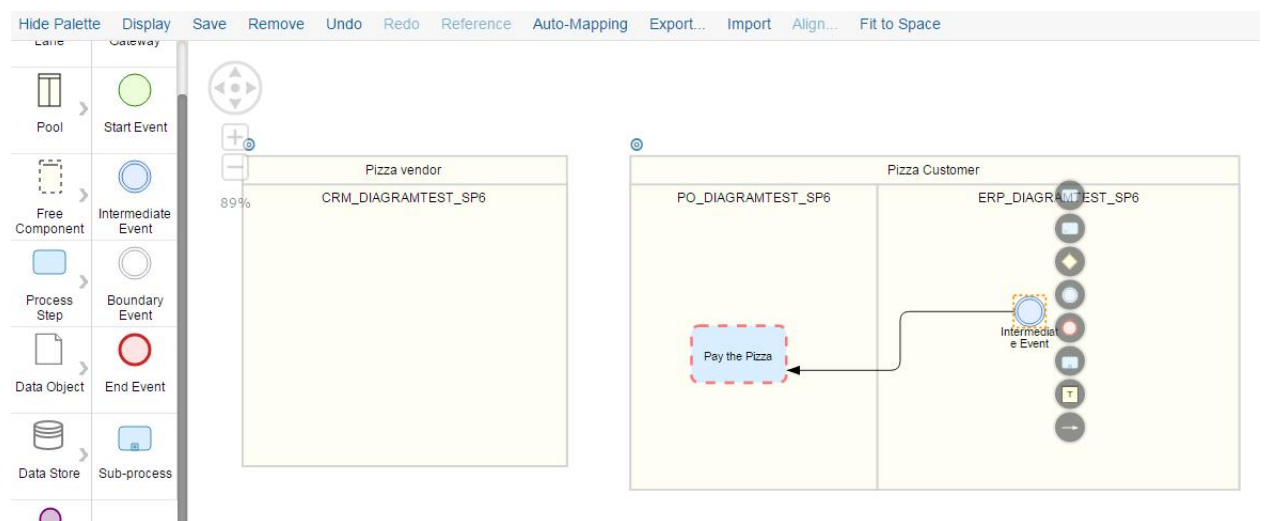 Hide Palette Display Save Remove Undo Redo Reference Auto-Mapping Export... Import Align... Fit to Space
Lane Gateway
Pool Start Event
Free Component Intermediate Event
Process Step Boundary Event
Data Object End Event
Data Store Sub-process
89%
Pizza vendor
CRM_DIAGRAMTEST_SP6
Pizza Customer
PO_DIAGRAMTEST_SP6 ERP_DIAGRAMTEST_SP6
Pay the Pizza
Intermediat
e Event
T